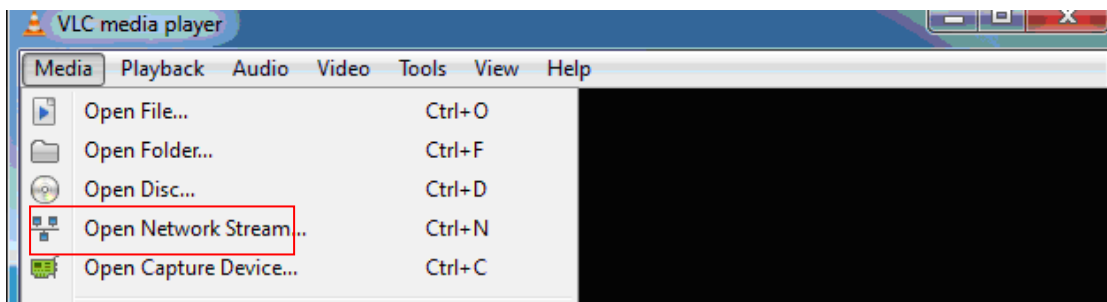 VLC media player
Media Playback Audio Video Tools View Help
Open File... Ctrl+O
Open Folder... Ctrl+F
Open Disc... Ctrl+D
Open Network Stream... Ctrl+N
Open Capture Device... Ctrl+C